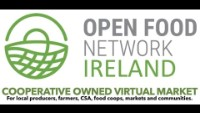 OPEN FOOD
NETWORK
IRELAND
COOPERATIVE OWNED VIRTUAL MARKET
For local producers, farmers, CSA, food coops, markets and communities.